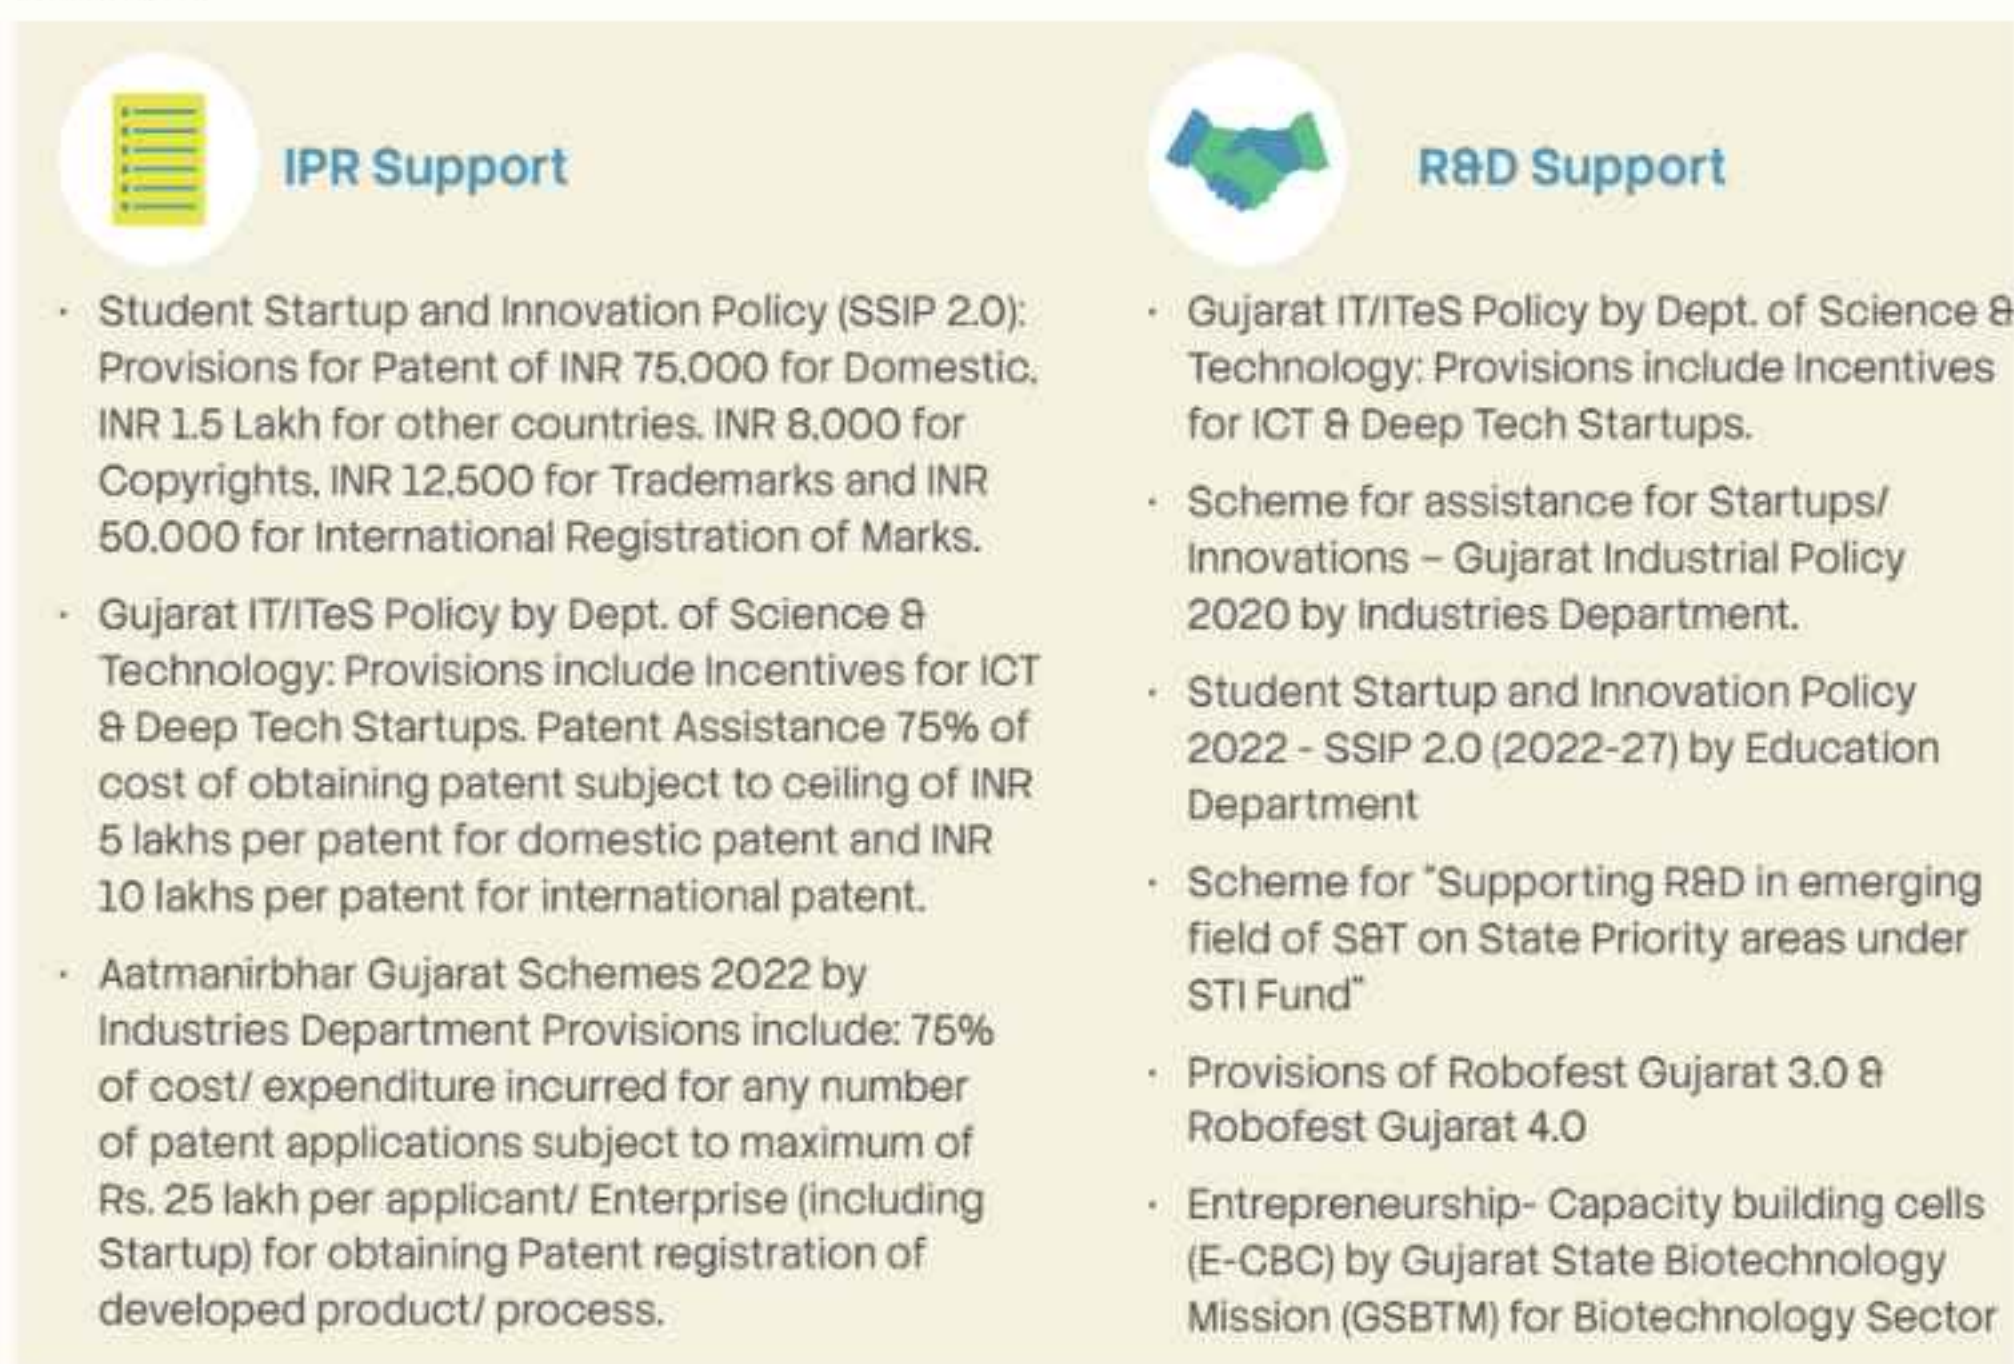 IPR Support
Student Startup and Innovation Policy (SSIP 2.0):
Provisions for Patent of INR 75,000 for Domestic,
INR 1.5 Lakh for other countries. INR 8,000 for
Copyrights, INR 12,500 for Trademarks and INR
50,000 for International Registration of Marks.
Gujarat IT/ITeS Policy by Dept. of Science &
Technology: Provisions include Incentives for ICT
& Deep Tech Startups. Patent Assistance 75% of
cost of obtaining patent subject to ceiling of INR
5 lakhs per patent for domestic patent and INR
10 lakhs per patent for international patent.
Aatmanirbhar Gujarat Schemes 2022 by
Industries Department Provisions include: 75%
of cost/ expenditure incurred for any number
of patent applications subject to maximum of
Rs. 25 lakh per applicant/ Enterprise (including
Startup) for obtaining Patent registration of
developed product/ process.
R&D Support
Gujarat IT/ITeS Policy by Dept. of Science &
Technology: Provisions include Incentives
for ICT & Deep Tech Startups.
Scheme for assistance for Startups/
Innovations – Gujarat Industrial Policy
2020 by Industries Department.
Student Startup and Innovation Policy
2022 - SSIP 2.0 (2022-27) by Education
Department
Scheme for "Supporting R&D in emerging
field of S&T on State Priority areas under
STI Fund"
Provisions of Robofest Gujarat 3.0 &
Robofest Gujarat 4.0
Entrepreneurship- Capacity building cells
(E-CBC) by Gujarat State Biotechnology
Mission (GSBTM) for Biotechnology Sector